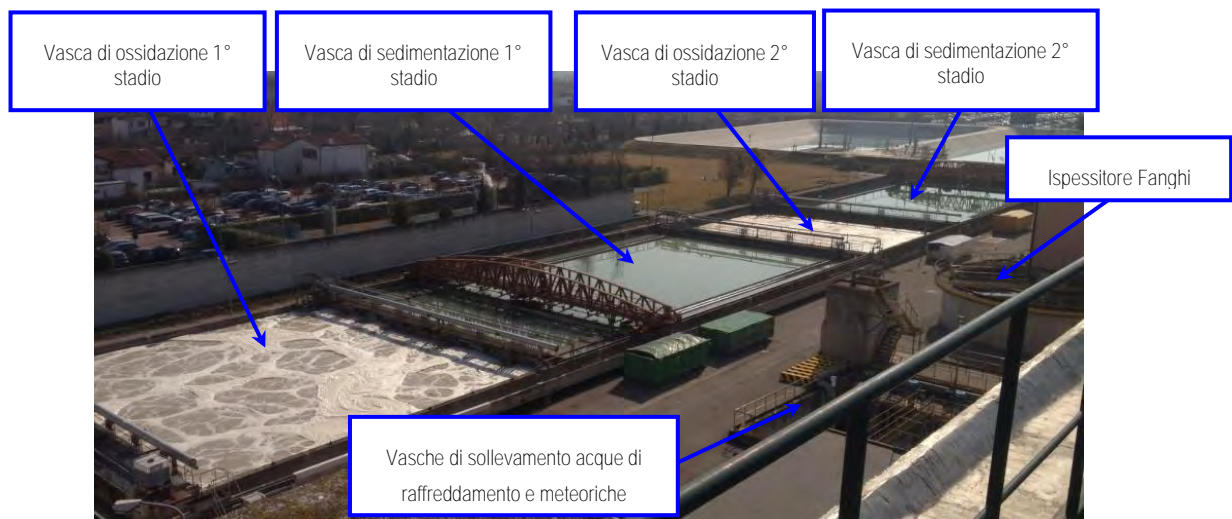 Vasca di ossidazione 1°
stadio
Vasca di sedimentazione 1°
stadio
Vasca di ossidazione 2°
stadio
Vasca di sedimentazione 2°
stadio
Ispessitore Fanghi
Vasche di sollevamento acque di
raffreddamento e meteoriche